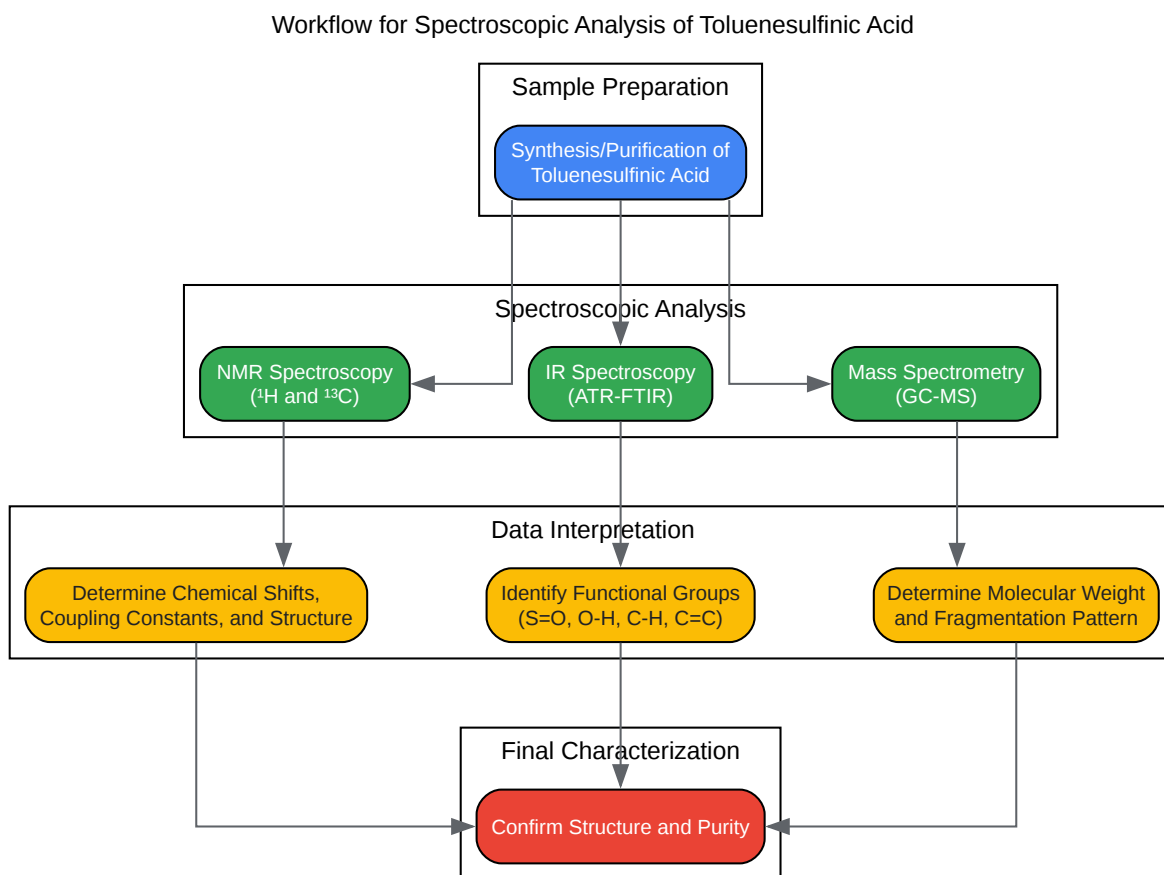 Workflow for Spectroscopic Analysis of Toluenesulfinic Acid
Sample Preparation
Synthesis/Purification of
Toluenesulfinic Acid
Spectroscopic Analysis
NMR Spectroscopy
(¹H and ¹³C)
IR Spectroscopy
(ATR-FTIR)
Mass Spectrometry
(GC-MS)
Data Interpretation
Determine Chemical Shifts,
Coupling Constants, and Structure
Identify Functional Groups
(S=O, O-H, C-H, C=C)
Determine Molecular Weight
and Fragmentation Pattern
Final Characterization
Confirm Structure and Purity